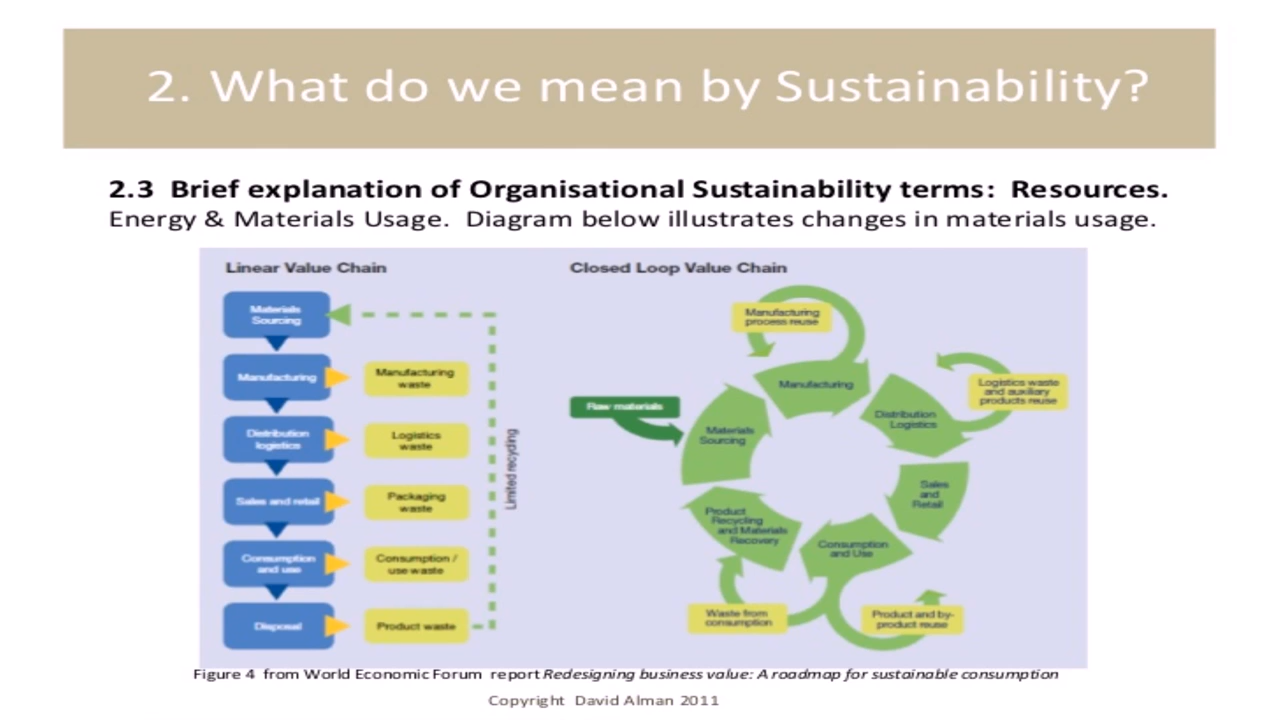 2. What do we mean by Sustainability?
2.3 Brief explanation of Organisational Sustainability terms: Resources.
Energy & Materials Usage. Diagram below illustrates changes in materials usage.
Linear Value Chain
Materials
Sourcing
Manufacturing
Manufacturing
waste
Distribution
logistics
Logistics
waste
Sales and retail
Packaging
waste
Consumption
and use
Consumption /
use waste
Disposal
Product waste
Limited recycling
Closed Loop Value Chain
Manufacturing
process reuse
Manufacturing
Logistics waste
and auxiliary
products reuse
Distribution
Logistics
Raw materials
Materials
Sourcing
Sales
and
Retail
Product
Recycling
and Materials
Recovery
Consumption
and Use
Waste from
consumption
Product and by-
product reuse
Figure 4 from World Economic Forum report Redesigning business value: A roadmap for sustainable consumption
Copyright David Alman 2011